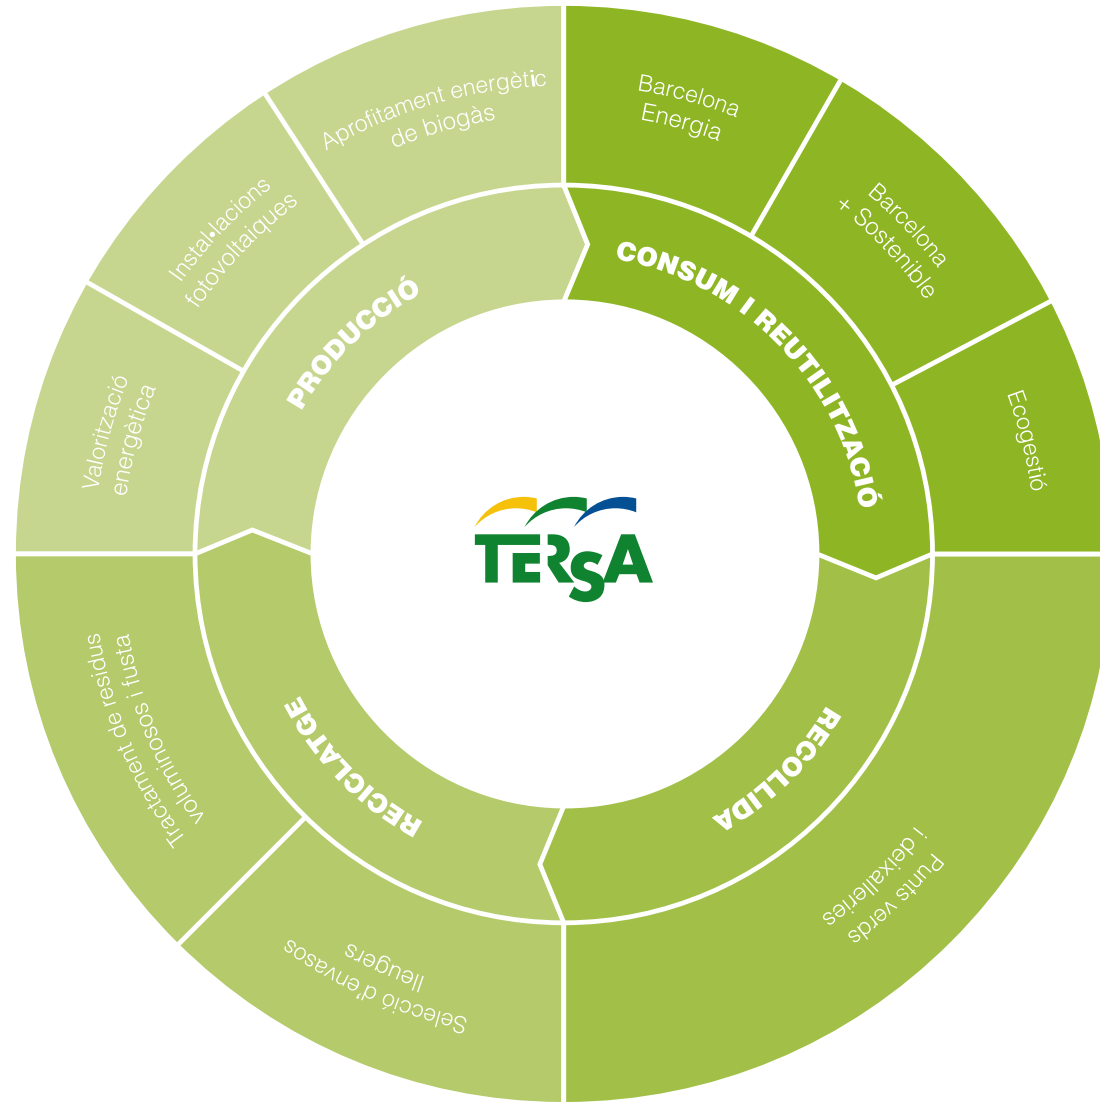 Aprofitament energètic
de biogàs
Barcelona
Energia
Instal·lacions
fotovoltaiques
Barcelona
+ Sostenible
Valorització
energètica
Ecogestió
PRODUCCIÓ
CONSUM I REUTILITZACIÓ
TERSA
RECICLATGE
RECOLLIDA
Tractament de residus
voluminosos i fusta
Selecció d'envasos
lleugers
Punts verds
i deixalleries